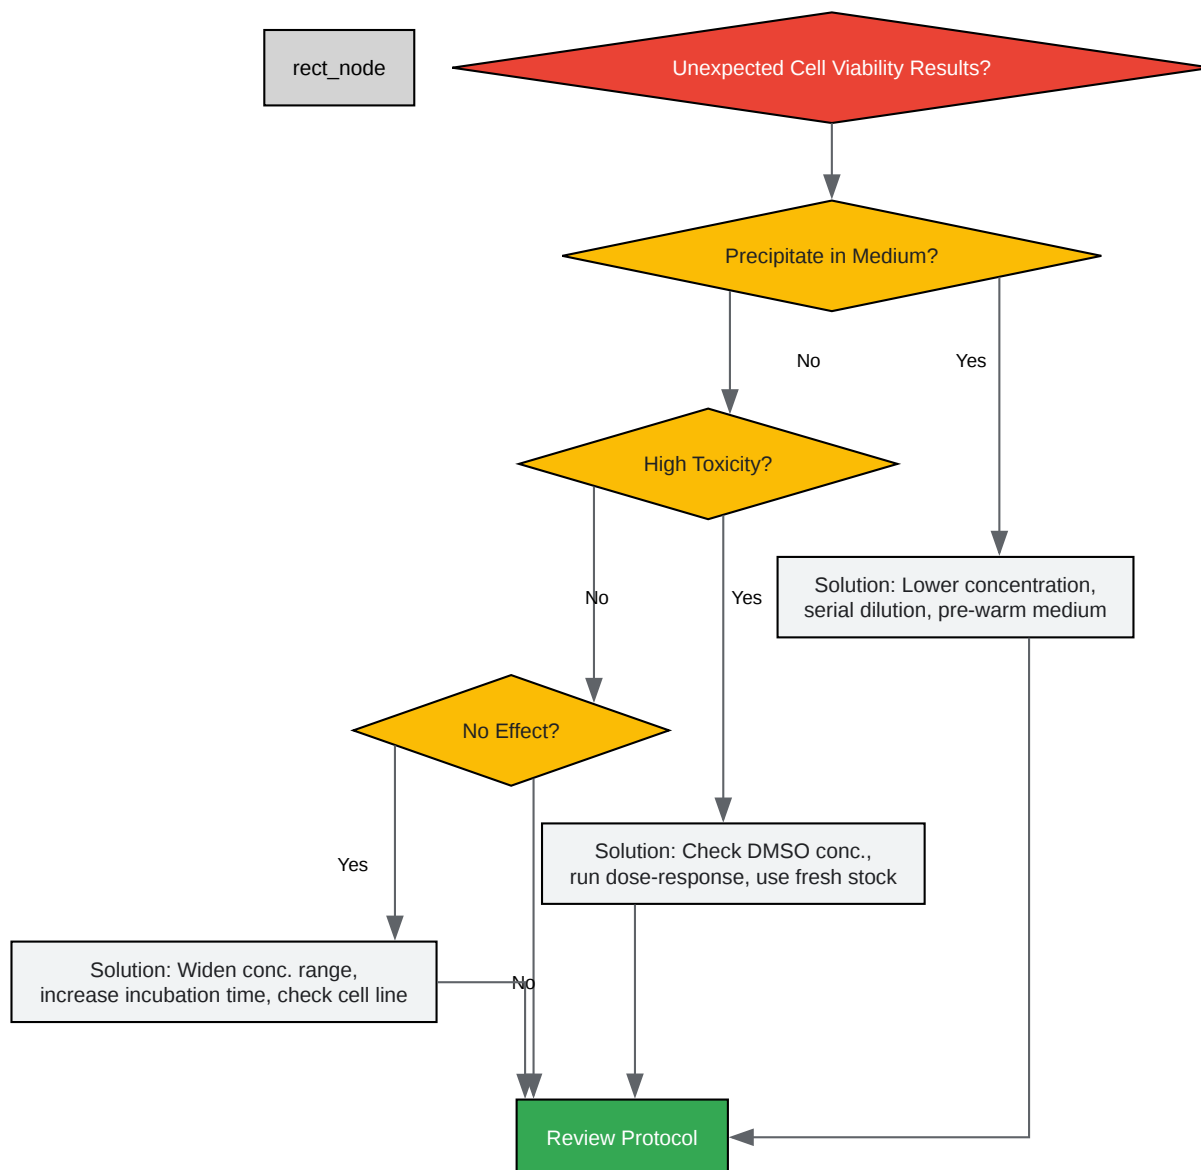 rect_node
Unexpected Cell Viability Results?
Precipitate in Medium?
No
Yes
High Toxicity?
Solution: Lower concentration,
serial dilution, pre-warm medium
No
Yes
No Effect?
Solution: Check DMSO conc.,
run dose-response, use fresh stock
Yes
Solution: Widen conc. range,
increase incubation time, check cell line
No
Review Protocol